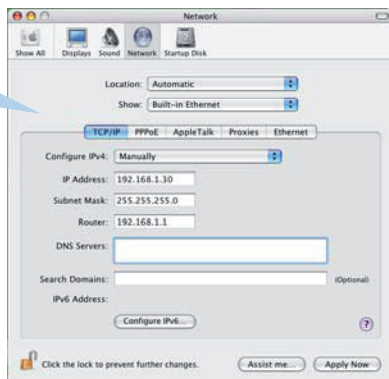 Network
Show All Displays Sound Network Startup Disk
Location: Automatic
Show: Built-in Ethernet
TCP/IP PPPoE AppleTalk Proxies Ethernet
Configure IPv4: Manually
IP Address: 192.168.1.30
Subnet Mask: 255.255.255.0
Router: 192.168.1.1
DNS Servers:
Search Domains: (Optional)
IPv6 Address:
Configure IPv6...
?
Click the lock to prevent further changes. Assist me... Apply Now